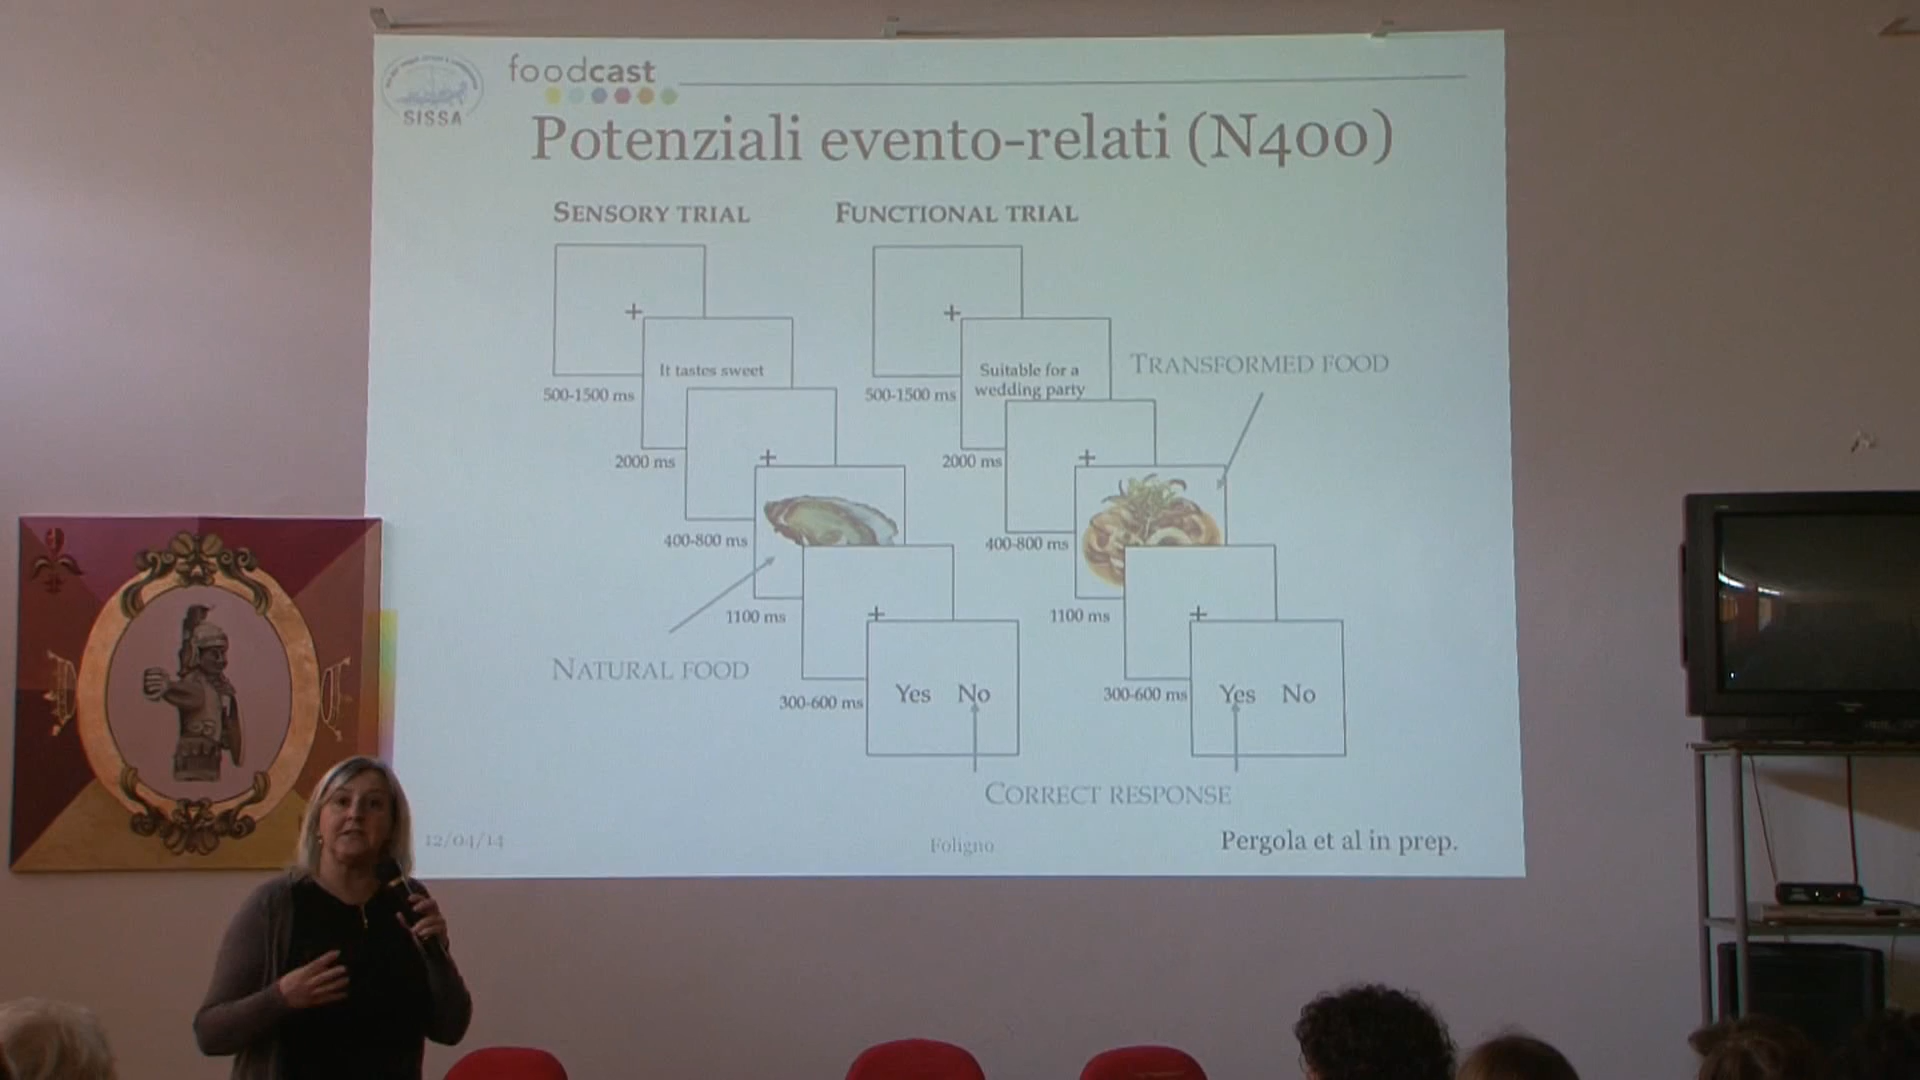 SISSA
foodcast
Potenziali evento-relati (N400)
SENSORY TRIAL
FUNCTIONAL TRIAL
It tastes sweet
Suitable for a
wedding party
TRANSFORMED FOOD
500-1500 ms
500-1500 ms
2000 ms
2000 ms
400-800 ms
400-800 ms
1100 ms
1100 ms
NATURAL FOOD
300-600 ms
Yes No
300-600 ms
Yes No
CORRECT RESPONSE
12/04/14
Foligno
Pergola et al in prep.